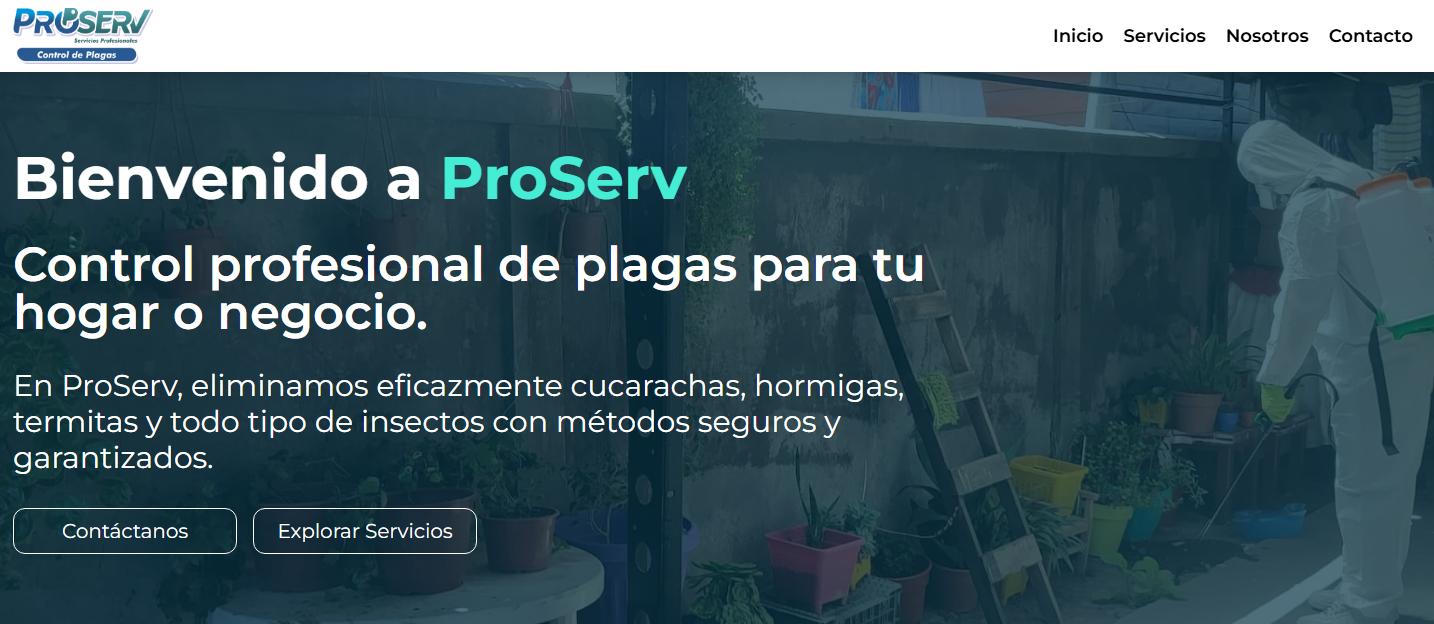 PROSERV
Servicios Profesionales
Control de Plagas
Inicio Servicios Nosotros Contacto
Bienvenido a ProServ
Control profesional de plagas para tu
hogar o negocio.
En ProServ, eliminamos eficazmente cucarachas, hormigas,
termitas y todo tipo de insectos con métodos seguros y
garantizados.
Contáctanos Explorar Servicios